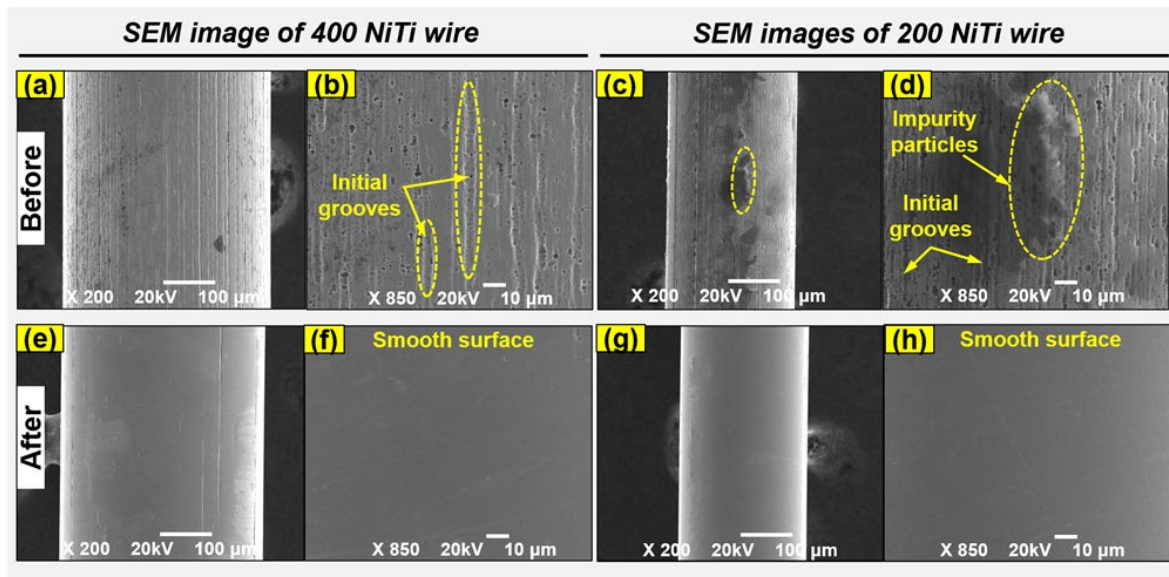 SEM image of 400 NiTi wire
SEM images of 200 NiTi wire
Before
(a)
X 200 20kV 100 µm
(b)
Initial
grooves
X 850 20kV 10 µm
(c)
X 200 20kV 100 µm
(d)
Impurity
particles
Initial
grooves
X 850 20kV 10 µm
After
(e)
X 200 20kV 100 µm
(f)
Smooth surface
X 850 20kV 10 µm
(g)
X 200 20kV 100 µm
(h)
Smooth surface
X 850 20kV 10 µm